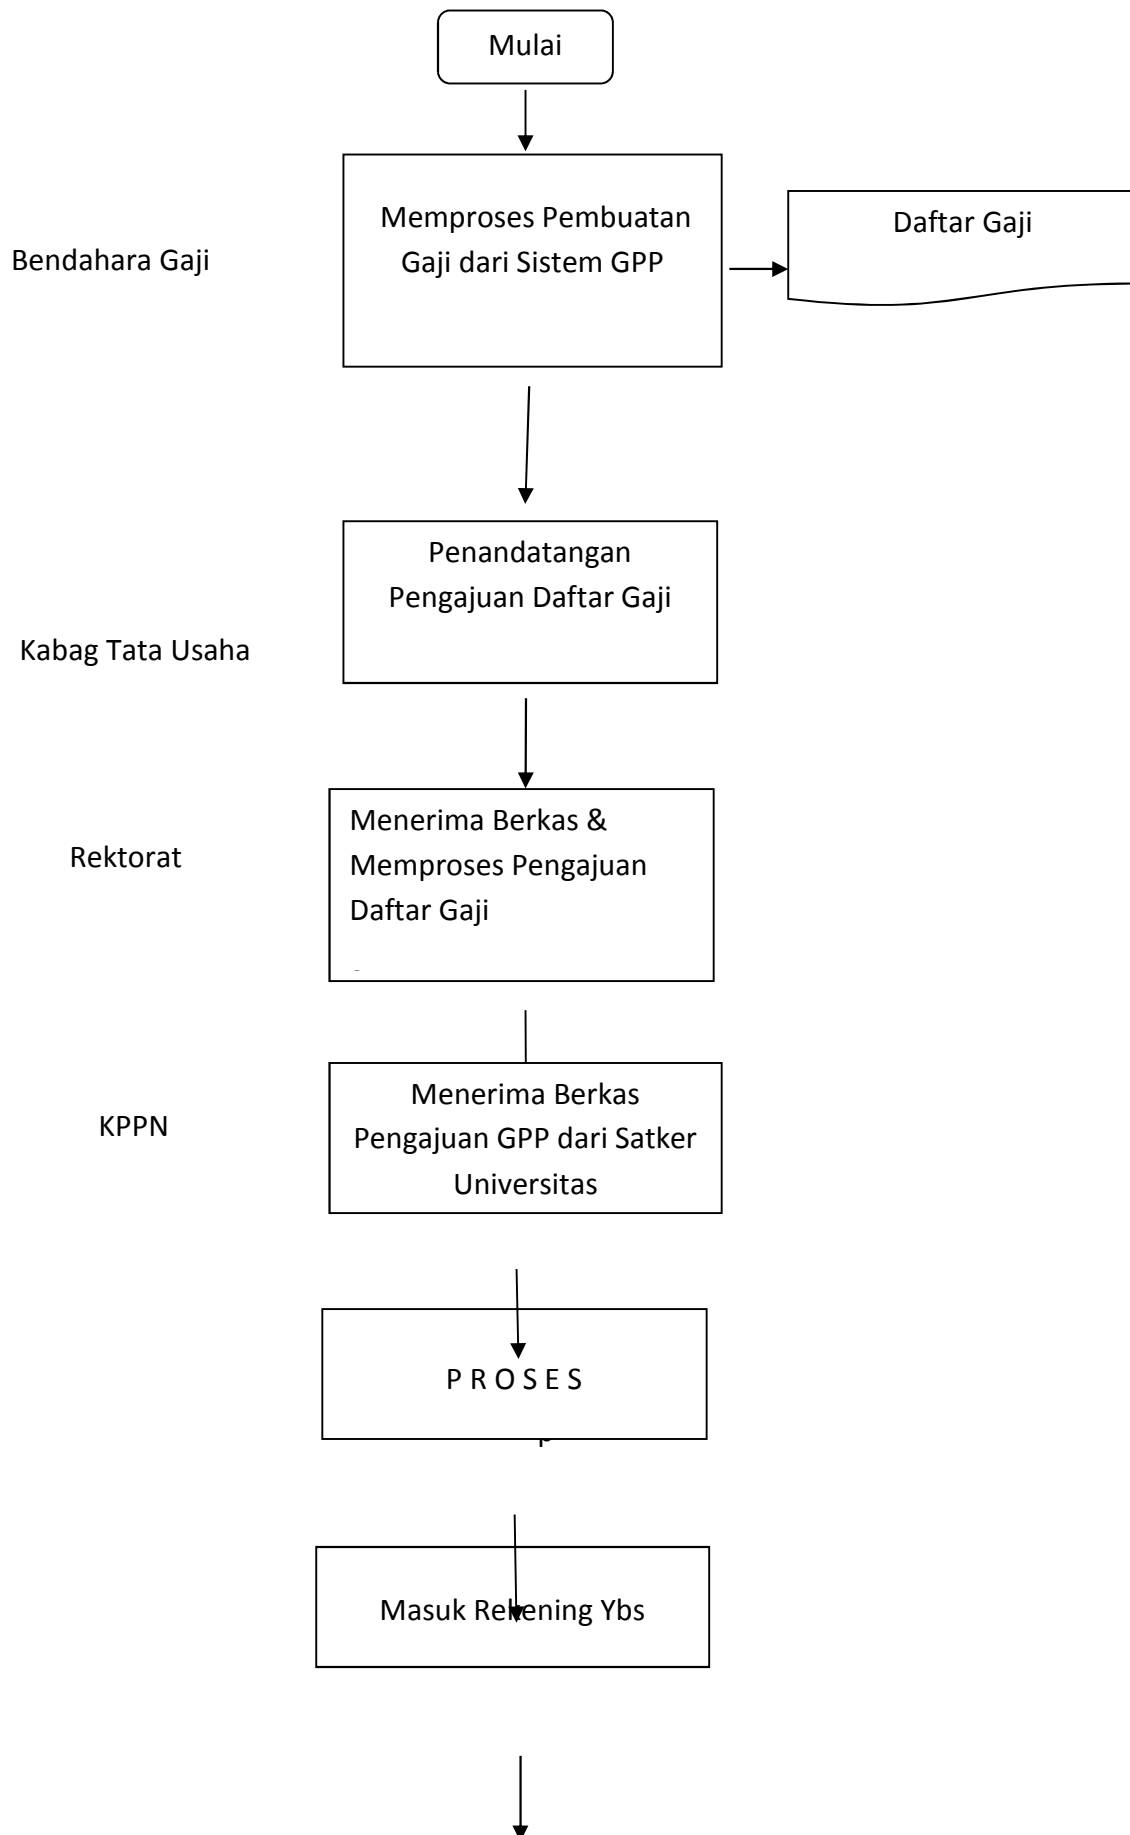 Mulai
Memproses Pembuatan
Gaji dari Sistem GPP
Daftar Gaji
Bendahara Gaji
Penandatangan
Pengajuan Daftar Gaji
Kabag Tata Usaha
Menerima Berkas &
Memproses Pengajuan
Daftar Gaji
Rektorat
Menerima Berkas
Pengajuan GPP dari Satker
Universitas
KPPN
P R O S E S
Masuk Rekening Ybs